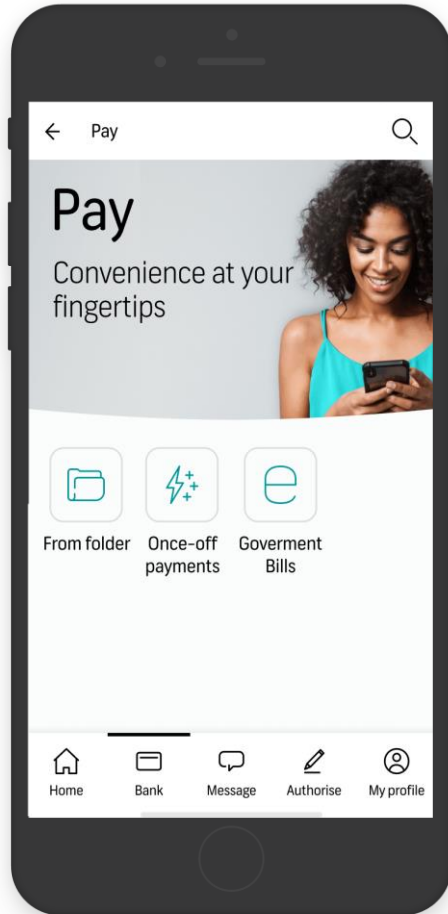 Pay
Pay
Convenience at your
fingertips
From folder
Once-off
payments
Goverment
Bills
Home
Bank
Message
Authorise
My profile